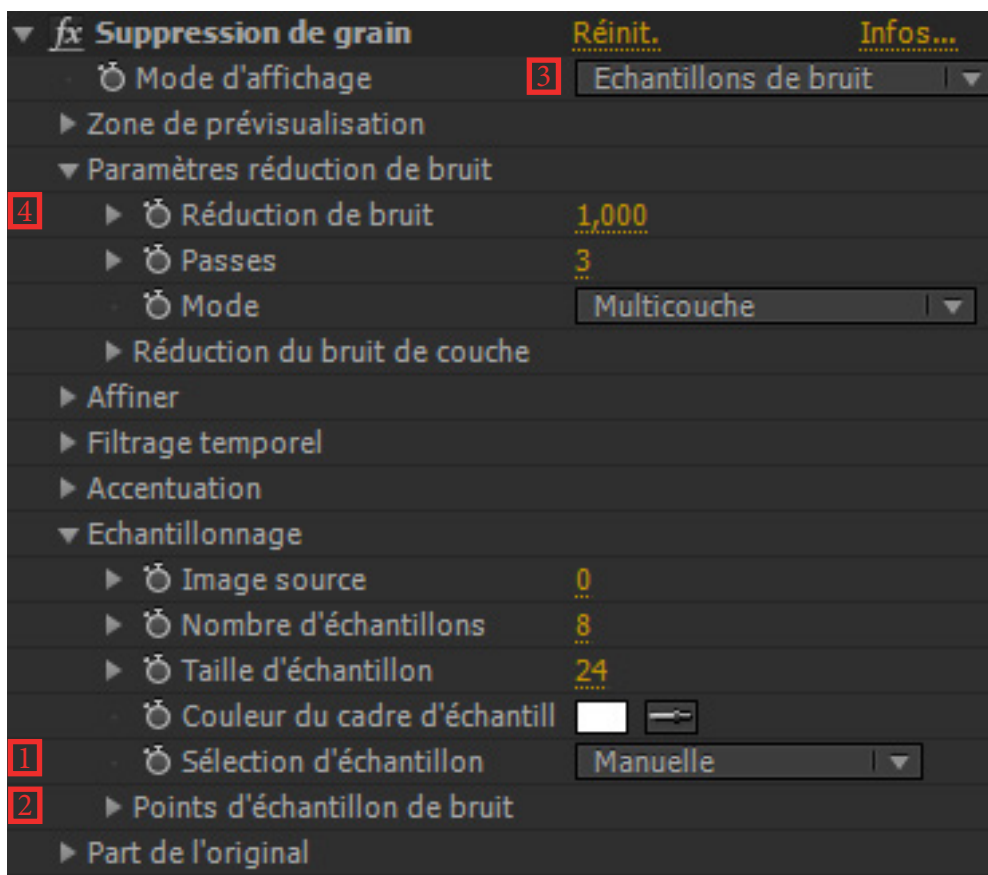 fx Suppression de grain Réinit. Infos...
Mode d'affichage 3 Echantillons de bruit
Zone de prévisualisation
Paramètres réduction de bruit
4 Réduction de bruit 1,000
Passes 3
Mode Multicouche
Réduction du bruit de couche
Affiner
Filtrage temporel
Accentuation
Echantillonnage
Image source 0
Nombre d'échantillons 8
Taille d'échantillon 24
Couleur du cadre d'échantill
1 Sélection d'échantillon Manuelle
2 Points d'échantillon de bruit
Part de l'original